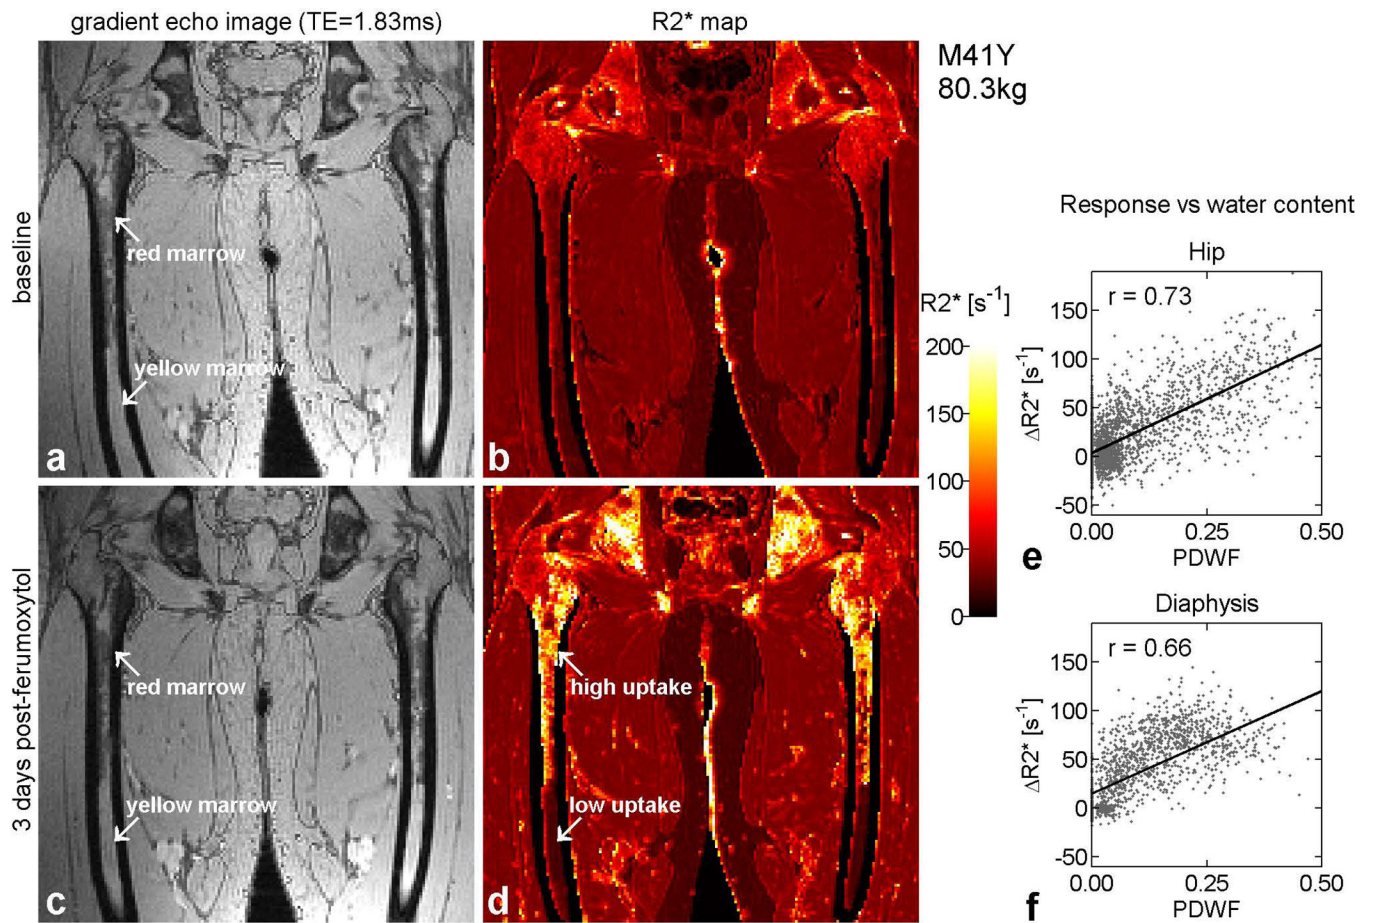 gradient echo image (TE=1.83ms)
R2* map
M41Y
80.3kg
baseline
red marrow
yellow marrow
a
b
R2* [s⁻¹]
200
150
100
50
0
3 days post-ferumoxytol
red marrow
yellow marrow
c
high uptake
low uptake
d
Response vs water content
Hip
r = 0.73
ΔR2* [s⁻¹]
150
100
50
0
-50
0.00
0.25
0.50
PDWF
e
Diaphysis
r = 0.66
ΔR2* [s⁻¹]
150
100
50
0
-50
0.00
0.25
0.50
PDWF
f